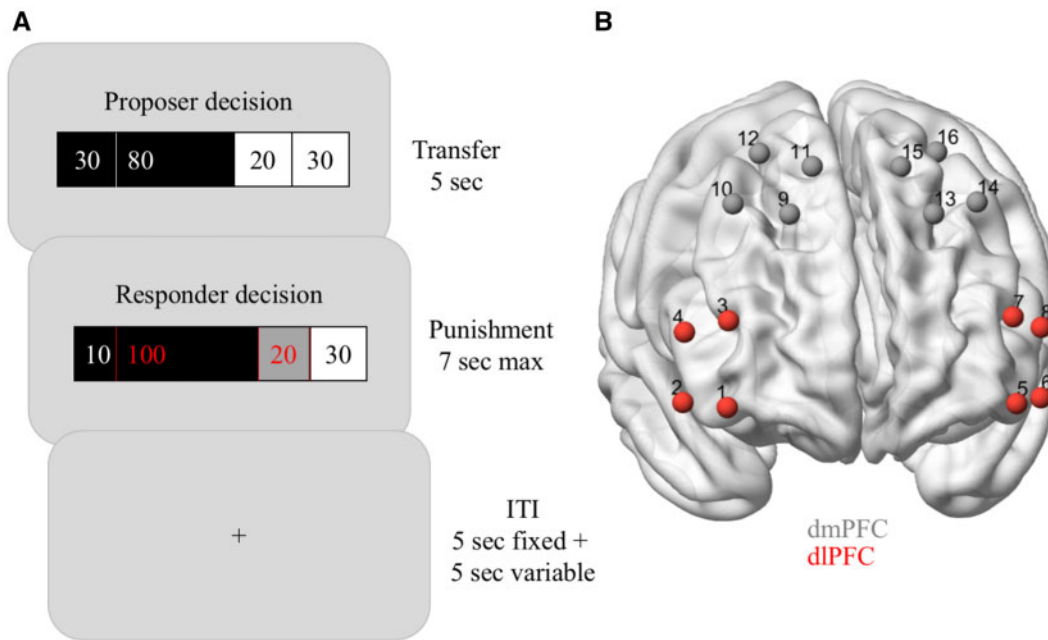 A
Proposer decision
30 80 20 30
Transfer
5 sec
Responder decision
10 100 20 30
Punishment
7 sec max
+
ITI
5 sec fixed +
5 sec variable
B
12 11 15 16
10 9 13 14
4 3 7 8
2 1 5 6
dmPFC
dlPFC